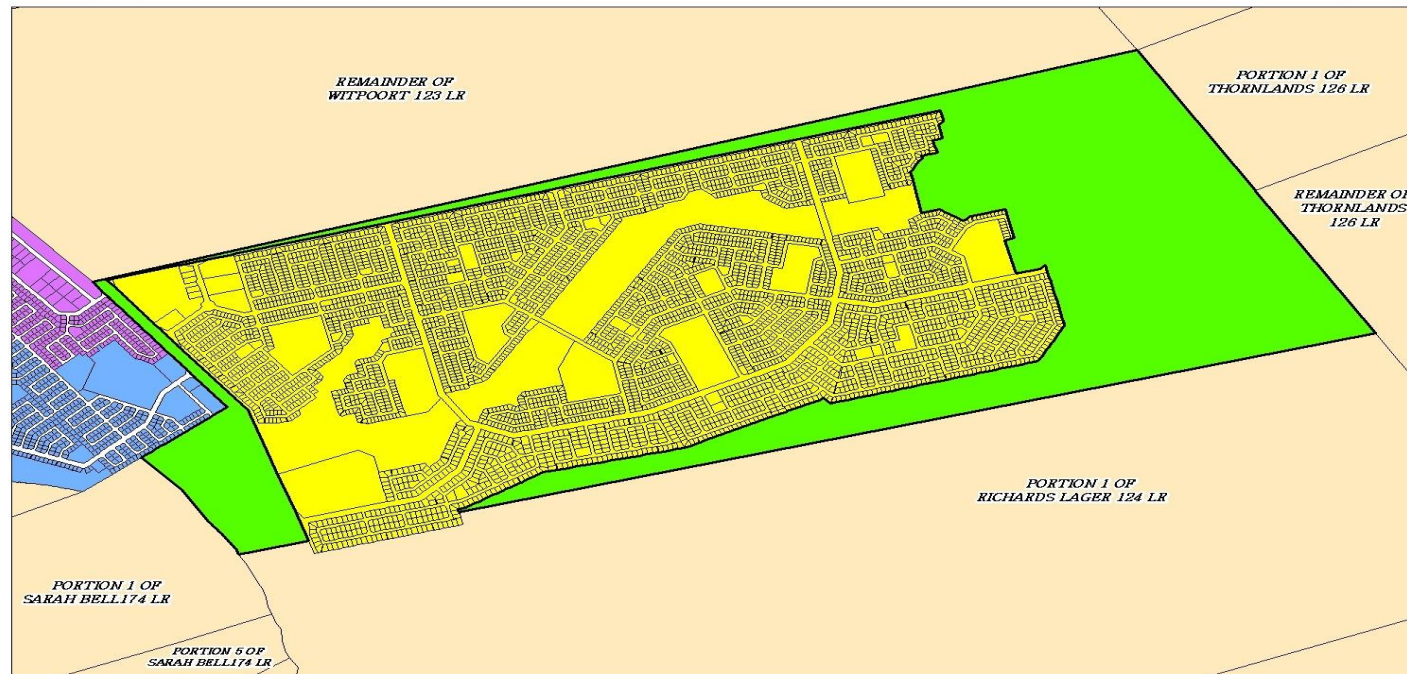 REMAINDER OF
WITPOORT 123 LR
PORTION 1 OF
THORNLANDS 126 LR
REMAINDER OF
THORNLANDS
126 LR
PORTION 1 OF
RICHARDS LAGER 124 LR
PORTION 1 OF
SARAH BELL174 LR
PORTION 5 OF
SARAH BELL174 LR